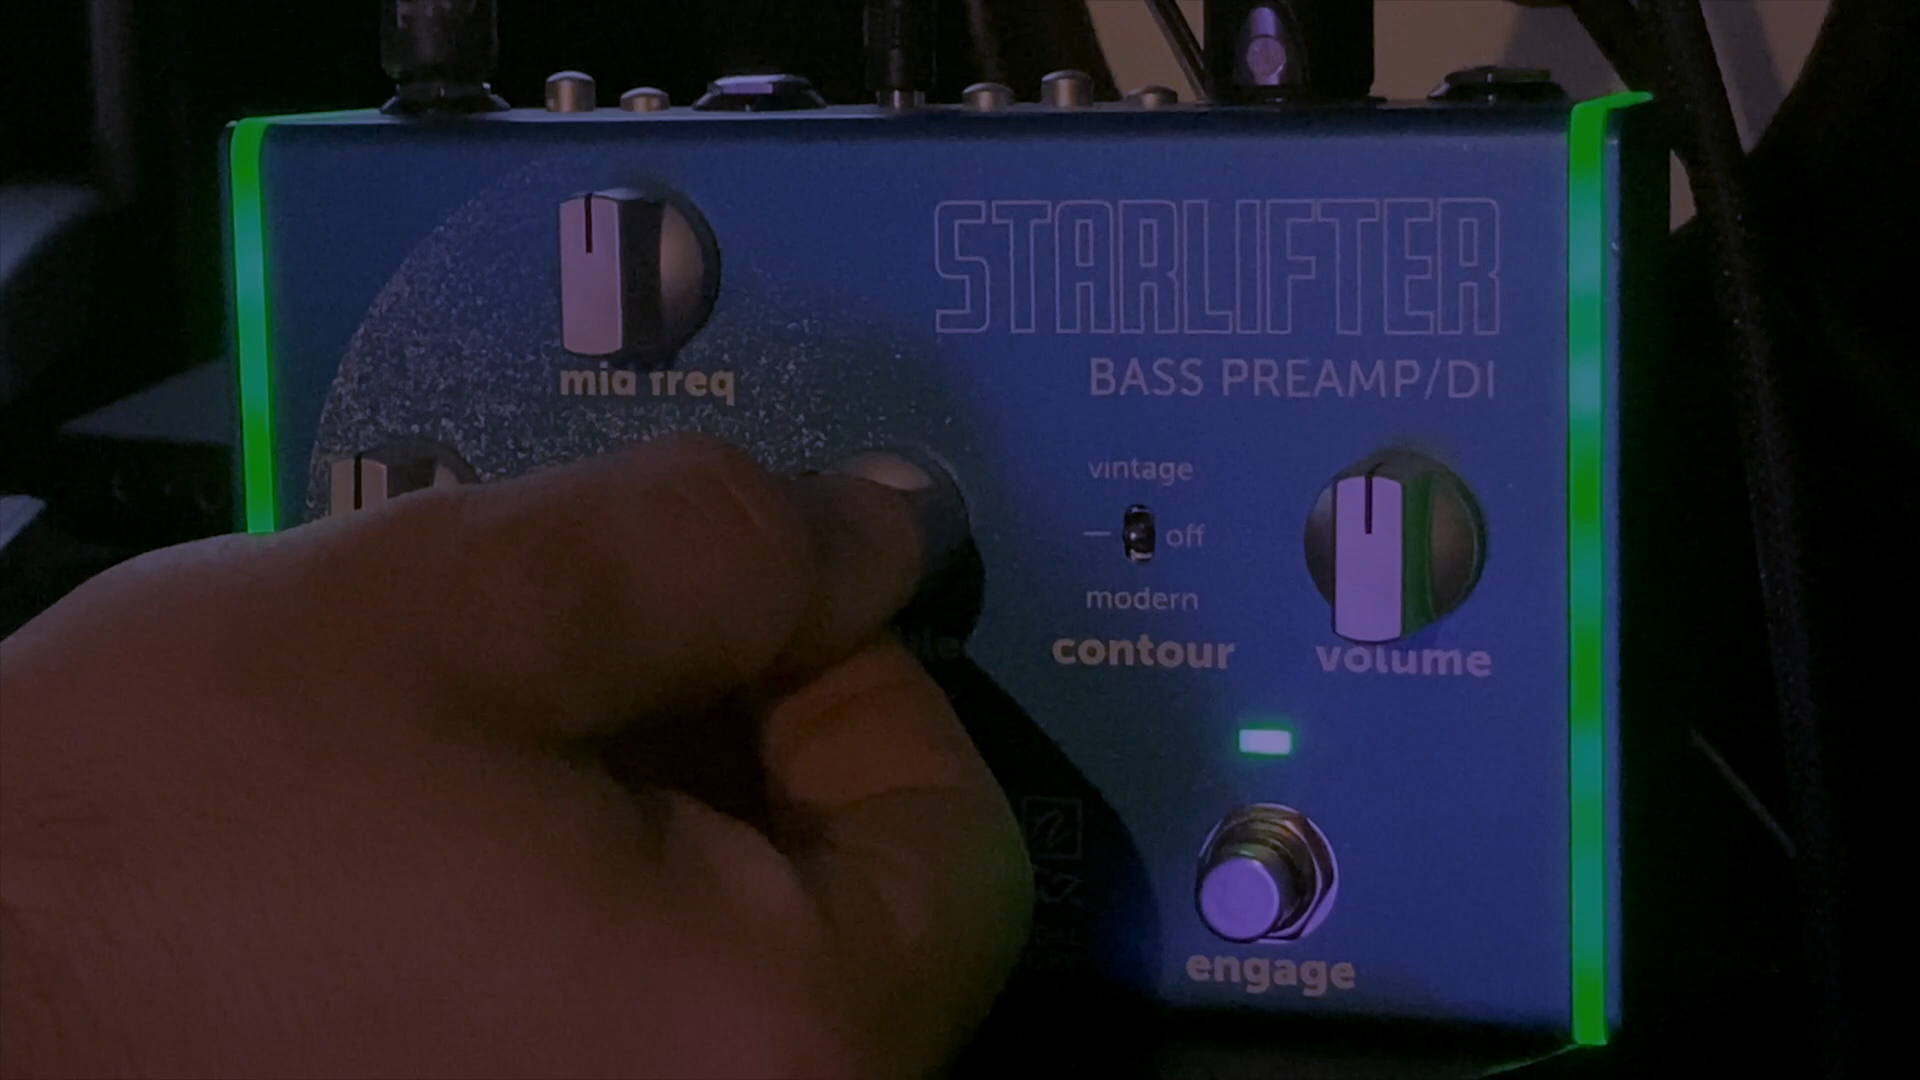 STARLIFTER
BASS PREAMP/DI
mid freq
vintage
off
modern
contour
volume
engage